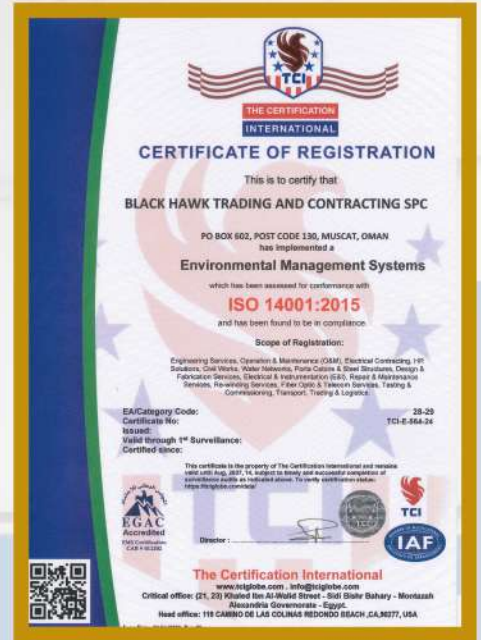 TCI
THE CERTIFICATION
INTERNATIONAL
CERTIFICATE OF REGISTRATION
This is to certify that
BLACK HAWK TRADING AND CONTRACTING SPC
PO BOX 602, POST CODE 130, MUSCAT, OMAN
has implemented a
Environmental Management Systems
which has been assessed for conformance with
ISO 14001:2015
and has been found to be in compliance.
Scope of Registration:
Engineering Services, Operation & Maintenance (O&M), Electrical Contracting, HR
Solutions, Civil Works, Water Networks, Porta Cabins & Steel Structures, Design &
Fabrication Services, Electrical & Instrumentation (E&I), Repair & Maintenance
Services, Re-winding Services, Fiber Optic & Telecom Services, Testing &
Commissioning, Transport, Trading & Logistics.
EA/Category Code: 28-29
Certificate No: TCI-E-564-24
Issued:
Valid through 1st Surveillance:
Certified since:
This certificate is the property of The Certification International and remains
valid until Aug, 2027, 14, subject to timely and successful completion of
surveillance audits as indicated above. To verify certification status:
EGAC
Accredited
EMS Certification
Director :
TCI
IAF
The Certification International
www.tciglobe.com . info@tciglobe.com
Critical office: (21, 23) Khaled Ibn Al-Walid Street - Sidi Bishr Bahary - Montazah
Alexandria Governorate - Egypt.
Head office: 119 CAMINO DE LAS COLINAS REDONDO BEACH ,CA,90277, USA